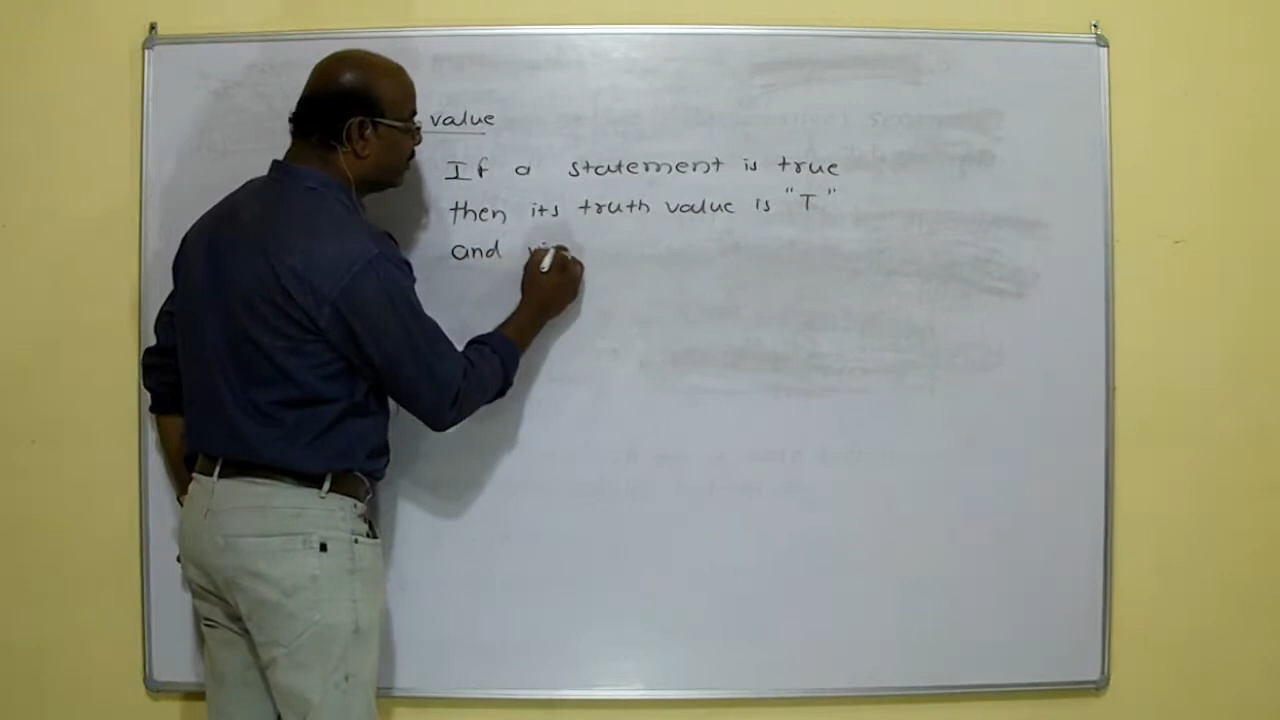 value
If a statement is true
then its truth value is "T"
and